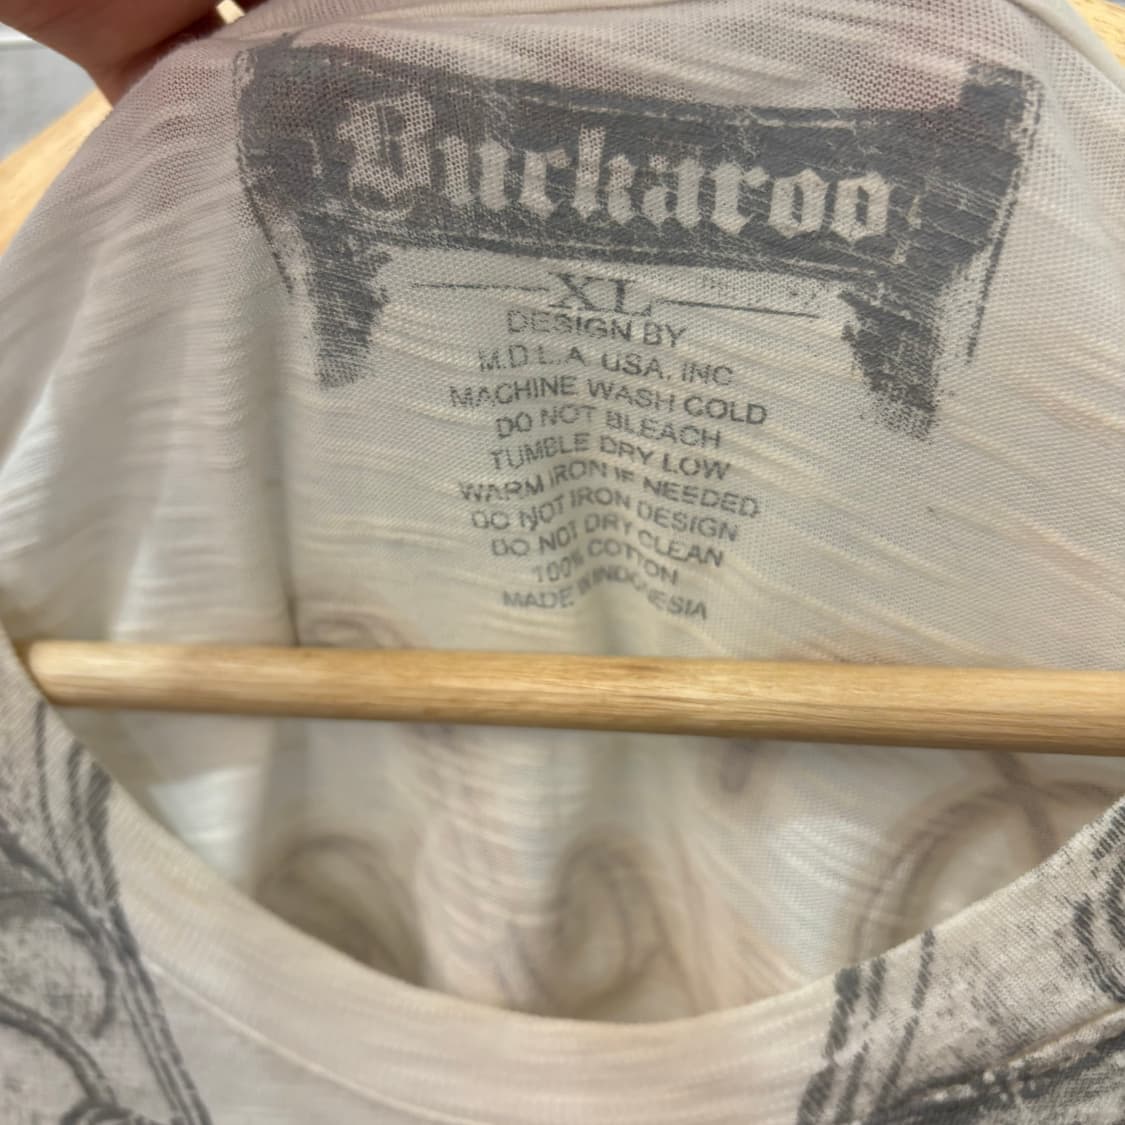 Buckaroo
XL
DESIGN BY
M.D.L.A USA, INC
MACHINE WASH COLD
DO NOT BLEACH
TUMBLE DRY LOW
WARM IRON IF NEEDED
DO NOT IRON DESIGN
DO NOT DRY CLEAN
100% COTTON
MADE IN INDONESIA